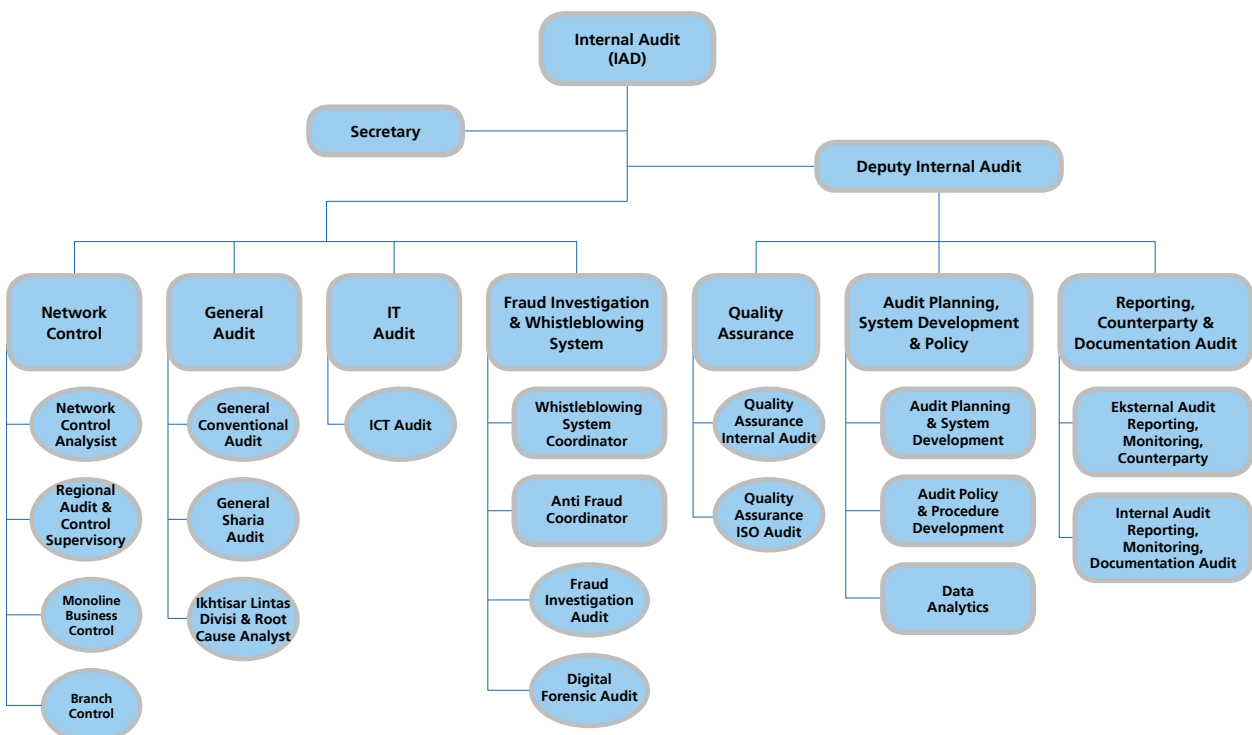 Internal Audit
(IAD)
Secretary
Deputy Internal Audit
Network
Control
General
Audit
IT
Audit
Fraud Investigation
& Whistleblowing
System
Quality
Assurance
Audit Planning,
System Development
& Policy
Reporting,
Counterparty &
Documentation Audit
Network
Control
Analysist
General
Conventional
Audit
ICT Audit
Whistleblowing
System
Coordinator
Quality
Assurance
Internal Audit
Audit Planning
& System
Development
Eksternal Audit
Reporting,
Monitoring,
Counterparty
Regional
Audit &
Control
Supervisory
General
Sharia
Audit
Anti Fraud
Coordinator
Quality
Assurance
ISO Audit
Audit Policy
& Procedure
Development
Internal Audit
Reporting,
Monitoring,
Documentation Audit
Monoline
Business
Control
Ikhtisar Lintas
Divisi & Root
Cause Analyst
Fraud
Investigation
Audit
Data
Analytics
Branch
Control
Digital
Forensic Audit